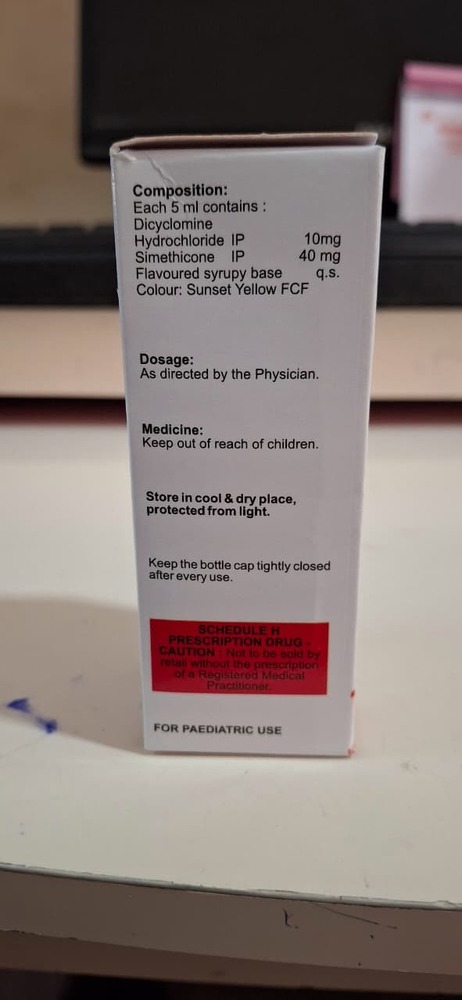 Composition:
Each 5 ml contains :
Dicyclomine
Hydrochloride IP 10mg
Simethicone IP 40 mg
Flavoured syrupy base q.s.
Colour: Sunset Yellow FCF
Dosage:
As directed by the Physician.
Medicine:
Keep out of reach of children.
Store in cool & dry place,
protected from light.
Keep the bottle cap tightly closed
after every use.
SCHEDULE H
PRESCRIPTION DRUG -
CAUTION : Not to be sold by
retail without the prescription
of a Registered Medical
Practitioner.
FOR PAEDIATRIC USE